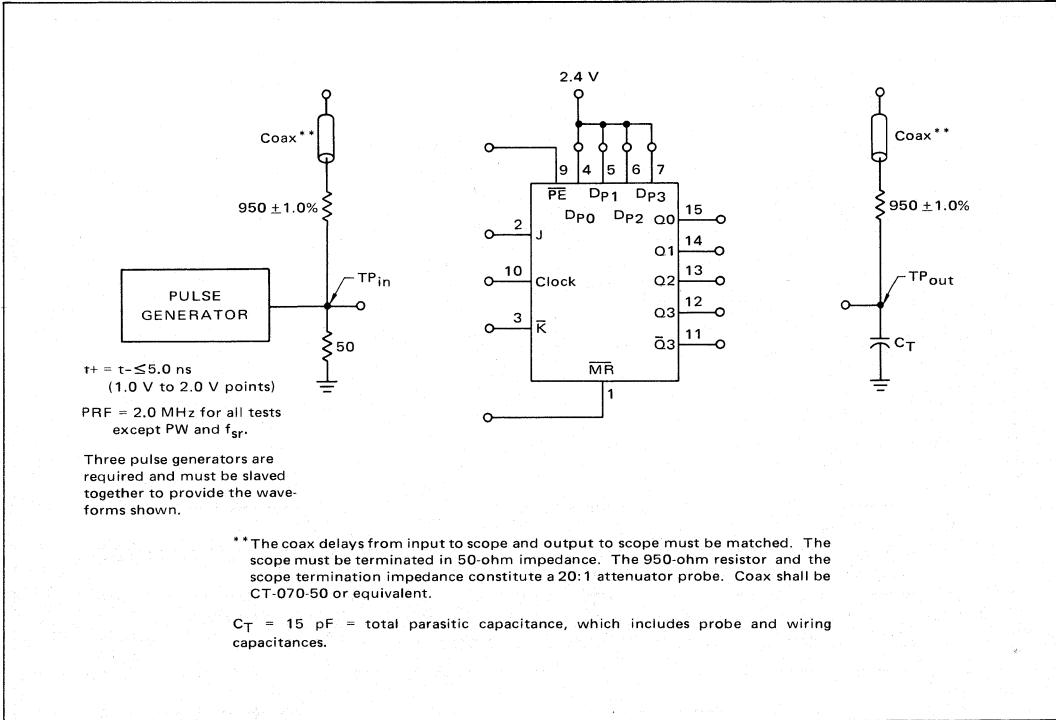 2.4 V
Coax**
Coax**
9 4 5 6 7
P̅E̅ DP1 DP3
DP0 DP2
950 ±1.0%
950 ±1.0%
2 J
Q0 15
Q1 14
10 Clock
Q2 13
3 K̅
Q3 12
Q̅3 11
M̅R̅
1
TPin
TPout
PULSE
GENERATOR
50
CT
t+ = t-≤5.0 ns
(1.0 V to 2.0 V points)
PRF = 2.0 MHz for all tests
except PW and fsr.
Three pulse generators are
required and must be slaved
together to provide the wave-
forms shown.
**The coax delays from input to scope and output to scope must be matched. The
scope must be terminated in 50-ohm impedance. The 950-ohm resistor and the
scope termination impedance constitute a 20:1 attenuator probe. Coax shall be
CT-070-50 or equivalent.
CT = 15 pF = total parasitic capacitance, which includes probe and wiring
capacitances.